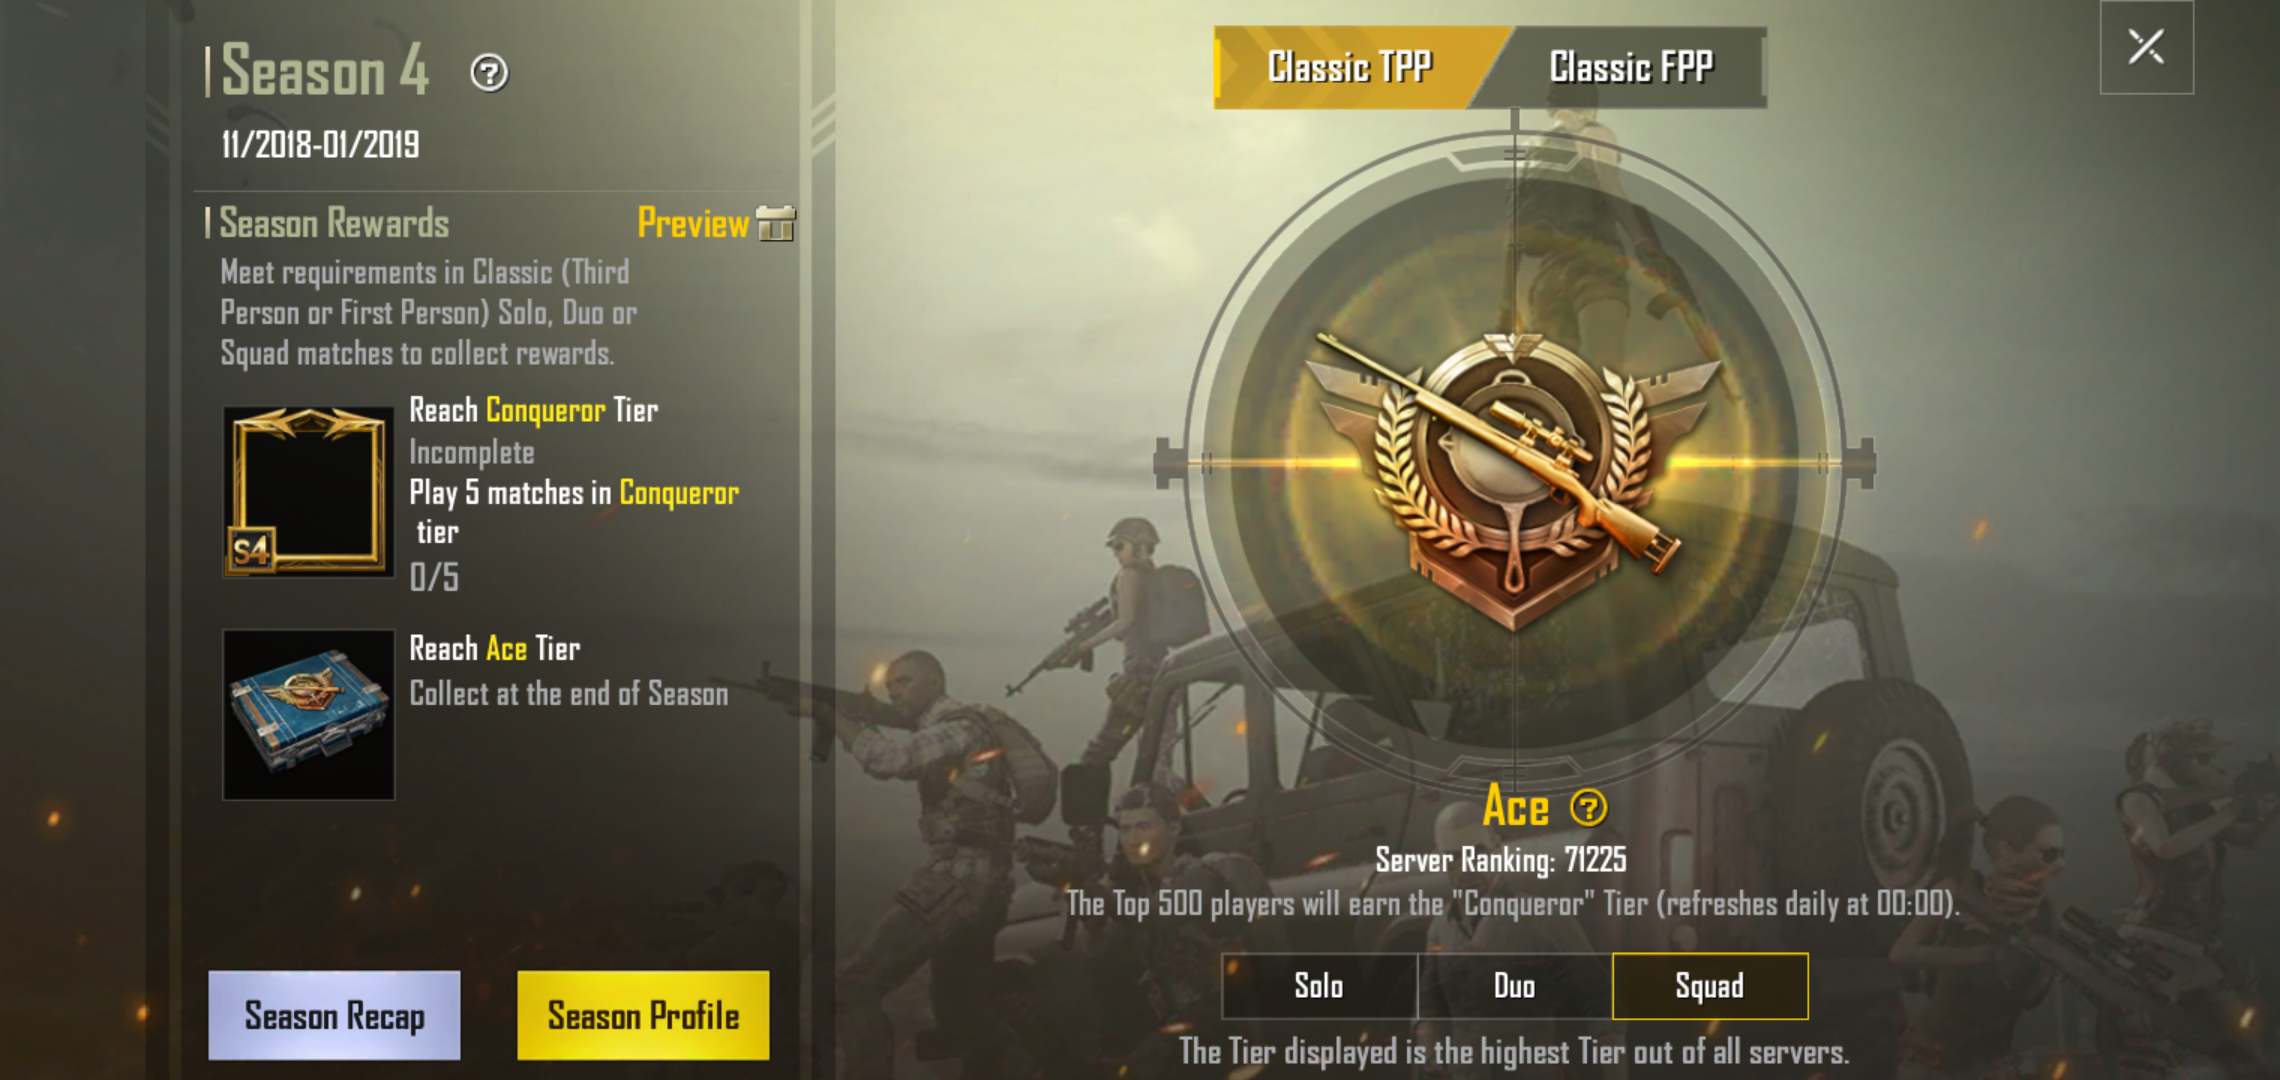 Season 4
11/2018-01/2019
Season Rewards
Preview
Meet requirements in Classic (Third
Person or First Person) Solo, Duo or
Squad matches to collect rewards.
S4
Reach Conqueror Tier
Incomplete
Play 5 matches in Conqueror
tier
0/5
Reach Ace Tier
Collect at the end of Season
Season Recap
Season Profile
Classic TPP
Classic FPP
Ace
Server Ranking: 71225
The Top 500 players will earn the "Conqueror" Tier (refreshes daily at 00:00).
Solo
Duo
Squad
The Tier displayed is the highest Tier out of all servers.